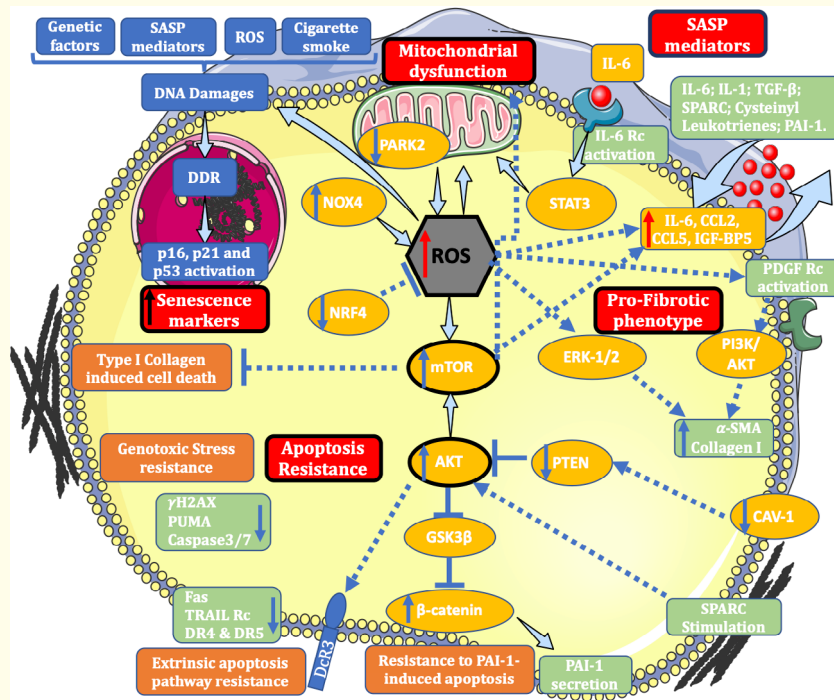 Genetic
factors
SASP
mediators
ROS
Cigarette
smoke
SASP
mediators
Mitochondrial
dysfunction
IL-6
DNA Damages
IL-6; IL-1; TGF-β;
SPARC; Cysteinyl
Leukotrienes; PAI-1.
IL-6 Rc
activation
PARK2
DDR
NOX4
STAT3
IL-6, CCL2,
CCL5, IGF-BP5
p16, p21 and
p53 activation
ROS
PDGF Rc
activation
Senescence
markers
NRF4
Pro-Fibrotic
phenotype
Type I Collagen
induced cell death
mTOR
ERK-1/2
PI3K/
AKT
α-SMA
Collagen I
Genotoxic Stress
resistance
Apoptosis
Resistance
AKT
PTEN
γH2AX
PUMA
Caspase3/7
GSK3β
CAV-1
Fas
TRAIL Rc
DR4 & DR5
β-catenin
SPARC
Stimulation
DcR3
Extrinsic apoptosis
pathway resistance
Resistance to PAI-1-
induced apoptosis
PAI-1
secretion